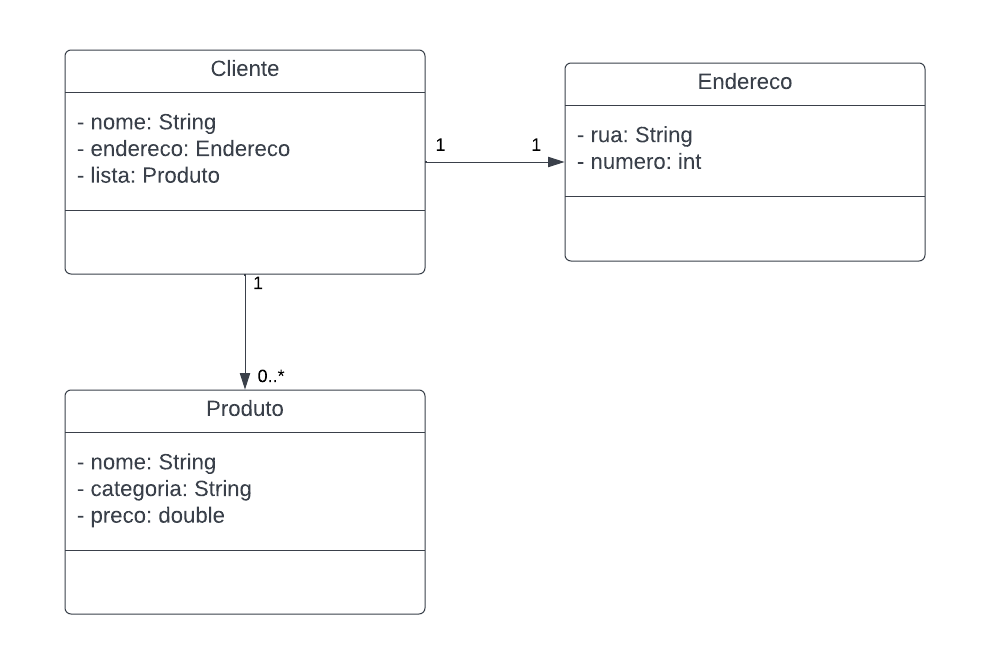 Cliente
- nome: String
- endereco: Endereco
- lista: Produto
1
1
Endereco
- rua: String
- numero: int
1
0..*
Produto
- nome: String
- categoria: String
- preco: double